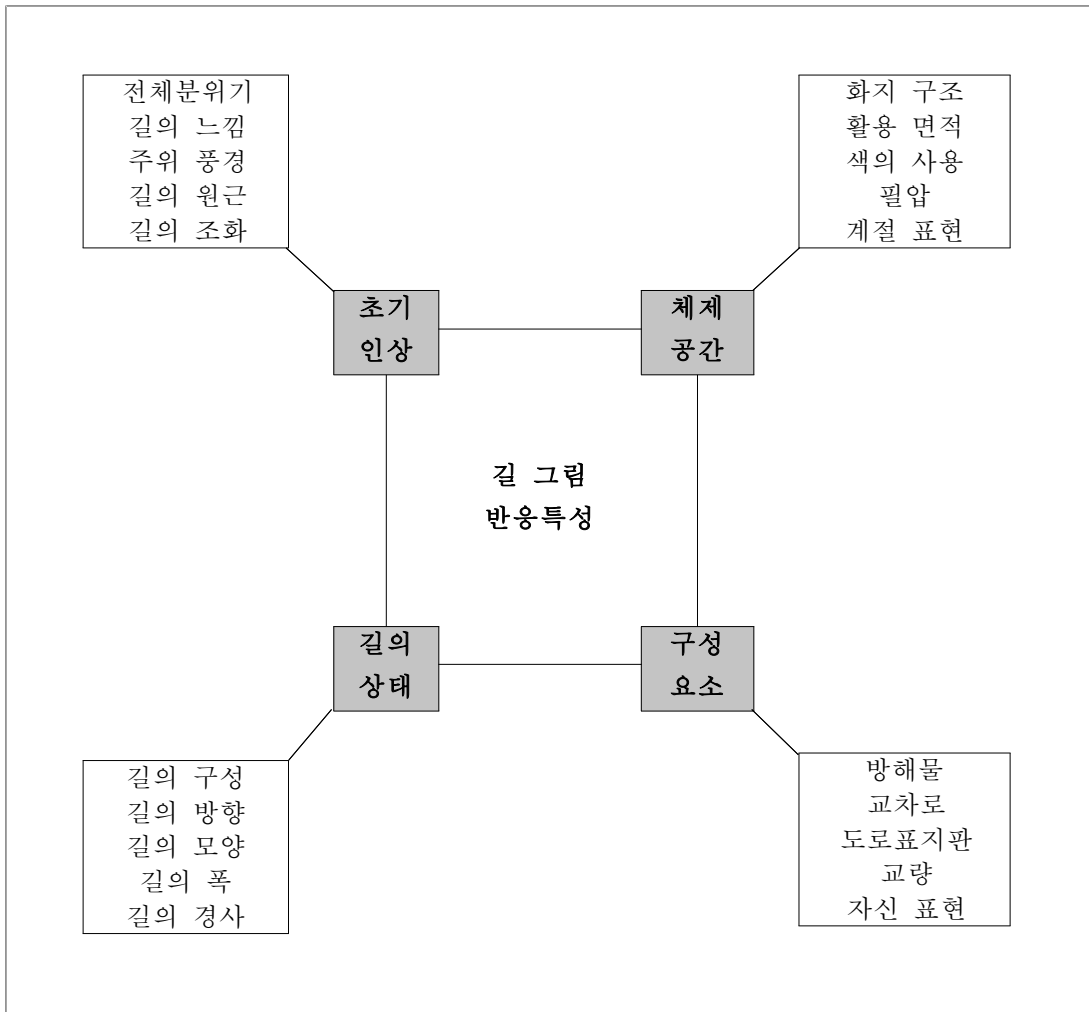 전체분위기
길의 느낌
주위 풍경
길의 원근
길의 조화
화지 구조
활용 면적
색의 사용
필압
계절 표현
초기
인상
체제
공간
길 그림
반응특성
길의
상태
구성
요소
길의 구성
길의 방향
길의 모양
길의 폭
길의 경사
방해물
교차로
도로표지판
교량
자신 표현